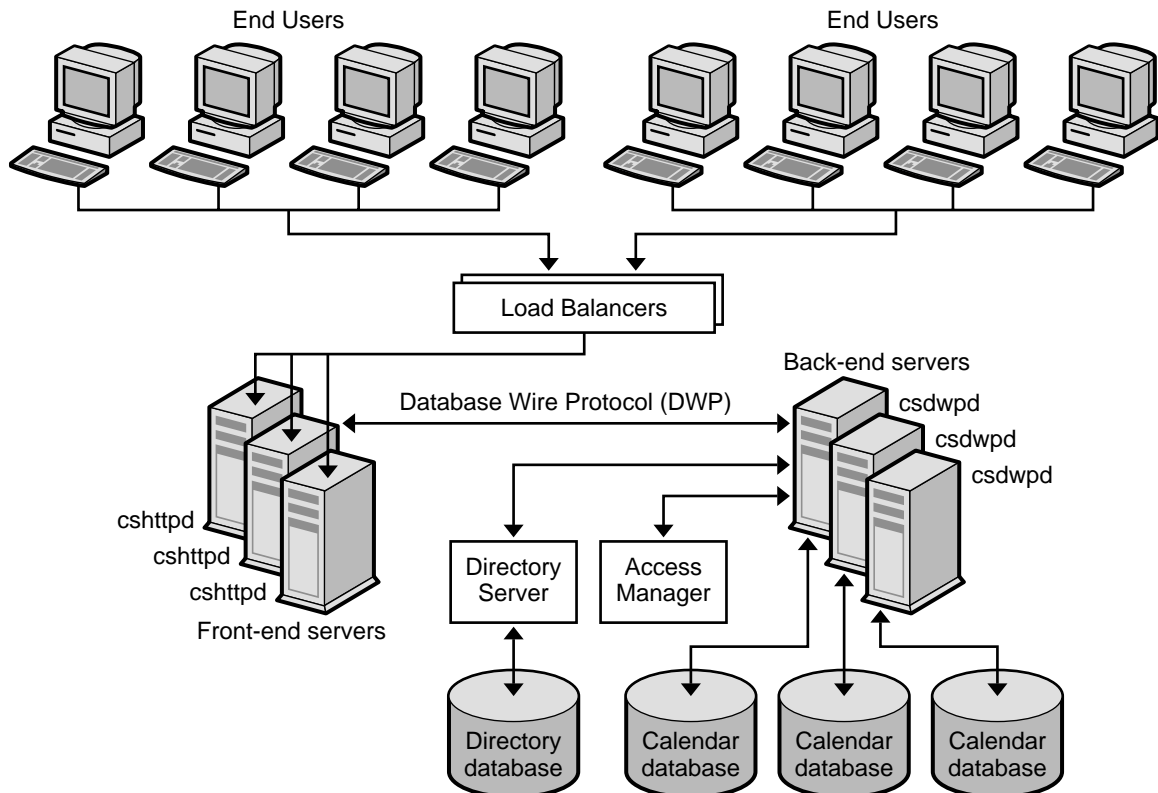 End Users
End Users
Load Balancers
Back-end servers
Database Wire Protocol (DWP)
csdwpd
csdwpd
csdwpd
cshttpd
cshttpd
cshttpd
Front-end servers
Directory
Server
Access
Manager
Directory
database
Calendar
database
Calendar
database
Calendar
database